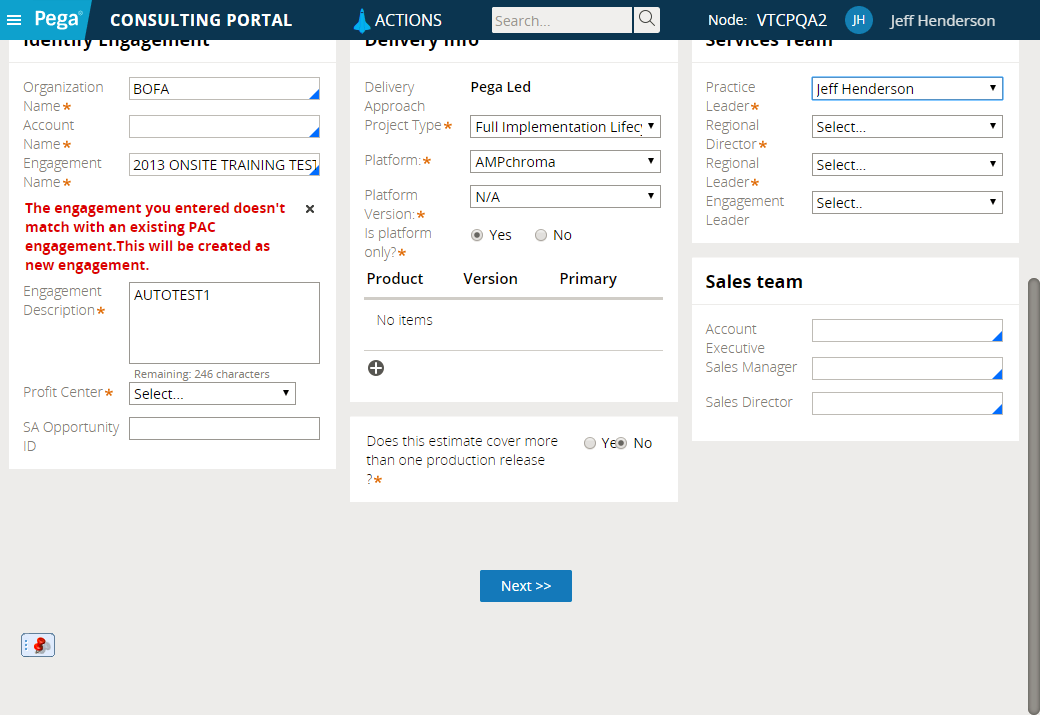 Pega
CONSULTING PORTAL
ACTIONS
Search...
Node: VTCPQA2
JH
Jeff Henderson
Identify Engagement
Organization
Name*
BOFA
Account
Name*
Engagement
Name*
2013 ONSITE TRAINING TEST
The engagement you entered doesn't
match with an existing PAC
engagement.This will be created as
new engagement.
Engagement
Description*
AUTOTEST1
Remaining: 246 characters
Profit Center*
Select...
SA Opportunity
ID
Delivery Info
Delivery
Approach
Pega Led
Project Type*
Full Implementation Lifecy
Platform:*
AMPchroma
Platform
Version:*
N/A
Is platform
only?*
Yes
No
Product
Version
Primary
No items
Does this estimate cover more
than one production release
?*
Ye
No
Services Team
Practice
Leader*
Jeff Henderson
Regional
Director*
Select...
Regional
Leader*
Select...
Engagement
Leader
Select..
Sales team
Account
Executive
Sales Manager
Sales Director
Next >>